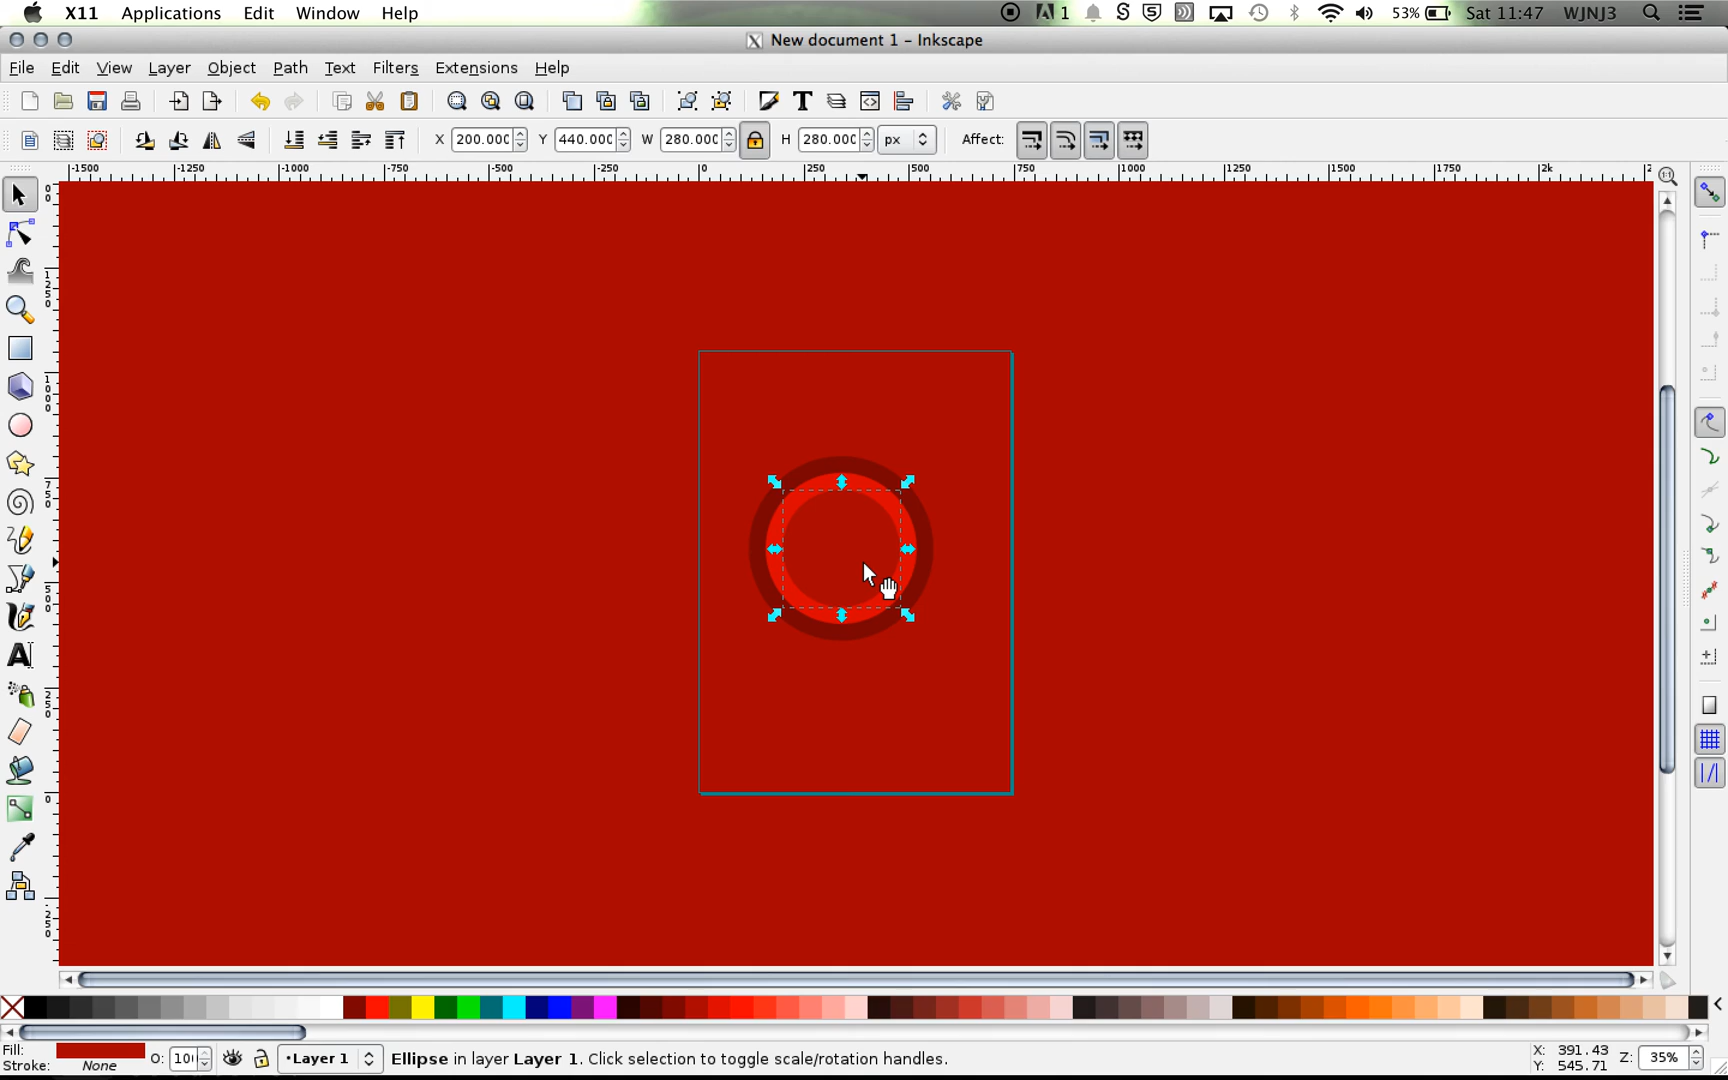 X11 Applications Edit Window Help 1 53% Sat 11:47 WJNJ3
New document 1 - Inkscape
File Edit View Layer Object Path Text Filters Extensions Help
X 200.000 Y 440.000 W 280.000 H 280.000 px Affect:
-1500 -1250 -1000 -750 -500 -250 0 250 500 750 1000 1250 1500 1750 2k
Fill:
Stroke: None O: 10 •Layer 1 Ellipse in layer Layer 1. Click selection to toggle scale/rotation handles.
X: 391.43
Y: 545.71
Z: 35%